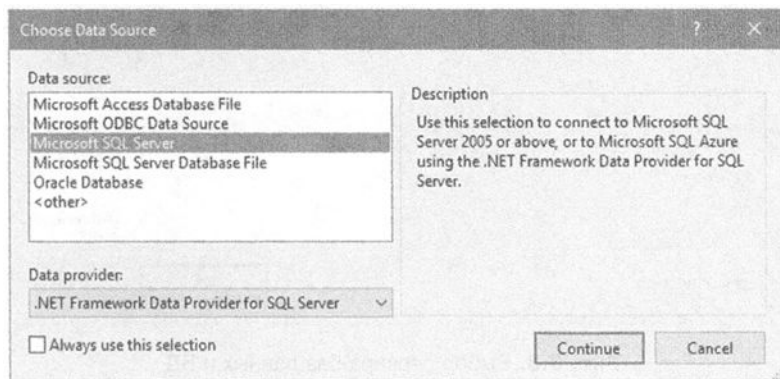 Choose Data Source
Data source:
Microsoft Access Database File
Microsoft ODBC Data Source
Microsoft SQL Server
Microsoft SQL Server Database File
Oracle Database
<other>
Description
Use this selection to connect to Microsoft SQL
Server 2005 or above, or to Microsoft SQL Azure
using the .NET Framework Data Provider for SQL
Server.
Data provider:
.NET Framework Data Provider for SQL Server
Always use this selection
Continue
Cancel